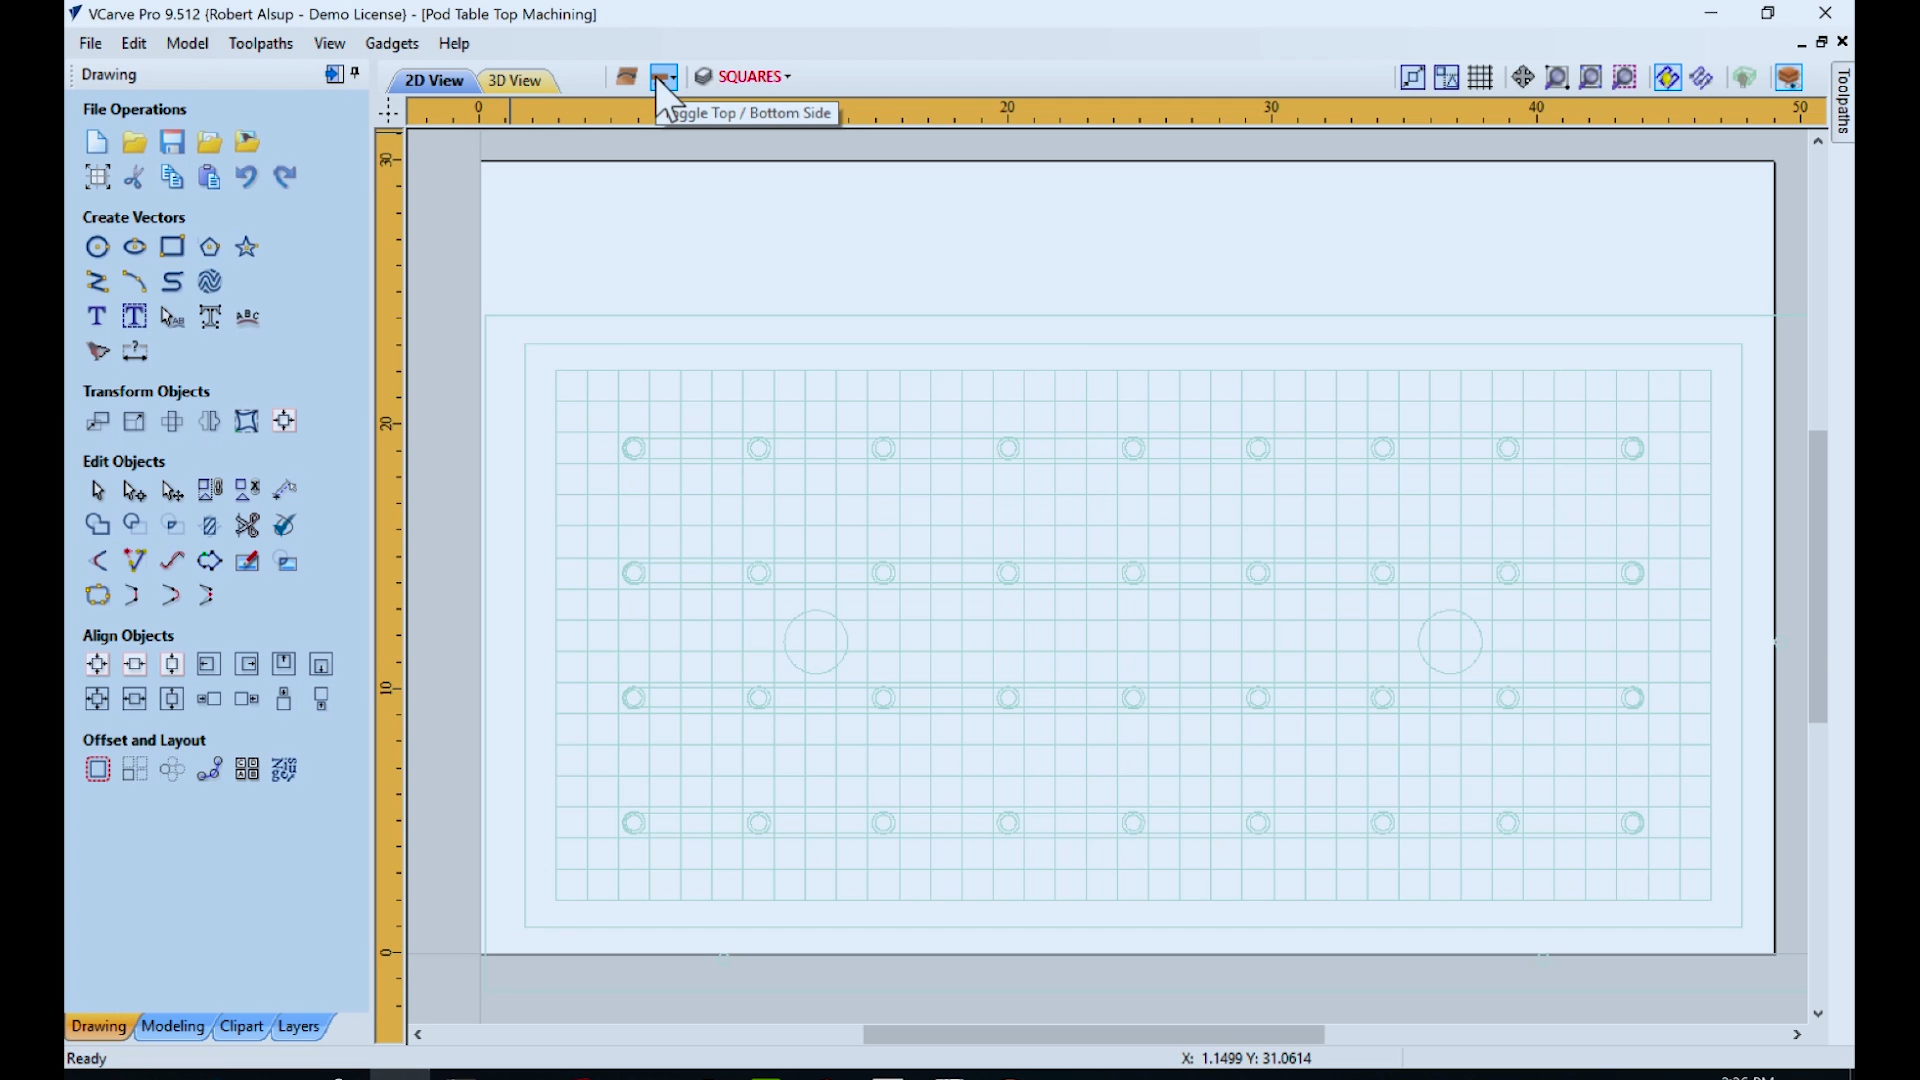 VCarve Pro 9.512 {Robert Alsup - Demo License} - [Pod Table Top Machining]
File Edit Model Toolpaths View Gadgets Help
Drawing
2D View 3D View SQUARES
Toggle Top / Bottom Side
0 20 30 40 50
File Operations
30
Create Vectors
Transform Objects
20
Edit Objects
Align Objects
10
Offset and Layout
0
Toolpaths
Drawing Modeling Clipart Layers
Ready
X: 1.1499 Y: 31.0614